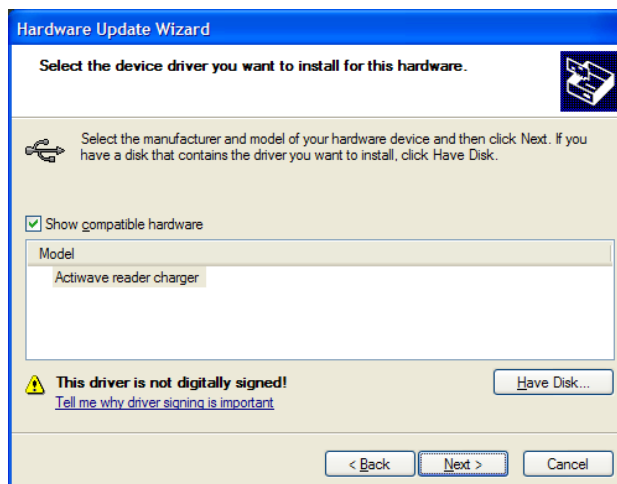 Hardware Update Wizard
Select the device driver you want to install for this hardware.
Select the manufacturer and model of your hardware device and then click Next. If you
have a disk that contains the driver you want to install, click Have Disk.
Show compatible hardware
Model
Actiwave reader charger
This driver is not digitally signed!
Tell me why driver signing is important
Have Disk...
< Back
Next >
Cancel